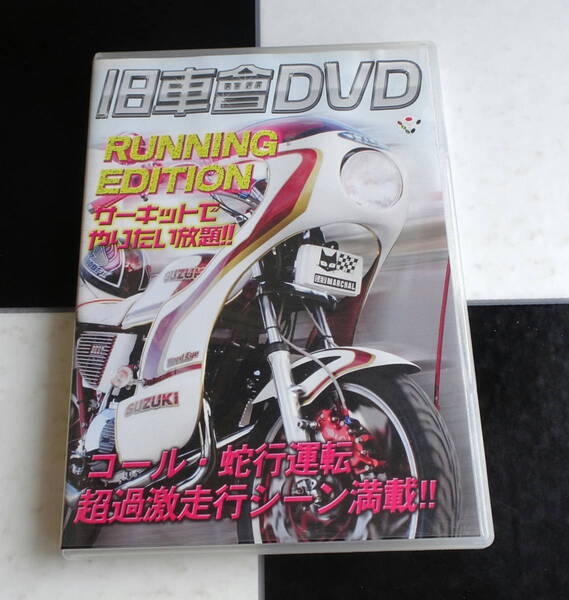 旧車會DVD
RUNNING
EDITION
サーキットで
やりたい放題!!
SUZUKI
MARCHAL
SUZUKI
コール・蛇行運転
超過激走行シーン満載!!